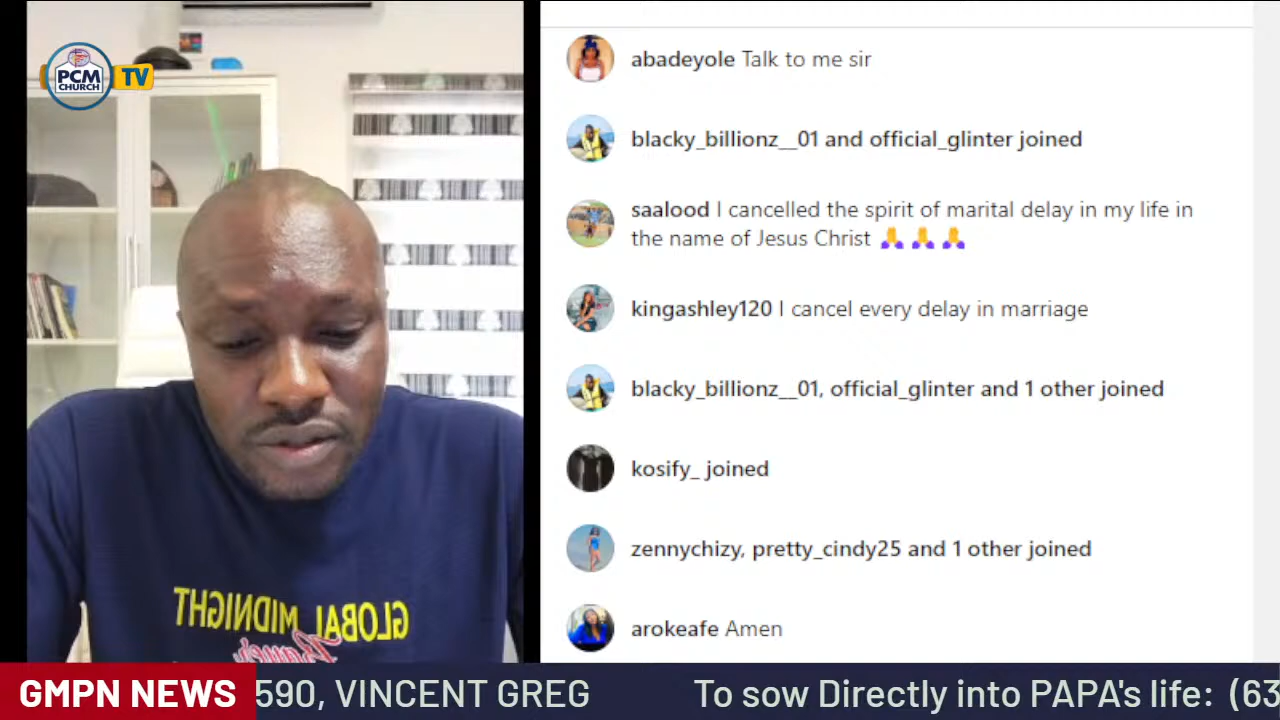 PCM
CHURCH
TV
abadeyole Talk to me sir
blacky_billionz__01 and official_glinter joined
saalood I cancelled the spirit of marital delay in my life in
the name of Jesus Christ 🙏 🙏 🙏
kingashley120 I cancel every delay in marriage
blacky_billionz__01, official_glinter and 1 other joined
kosify_ joined
zennychizy, pretty_cindy25 and 1 other joined
arokeafe Amen
GLOBAL MIDNIGHT
GMPN NEWS 590, VINCENT GREG To sow Directly into PAPA's life: (63